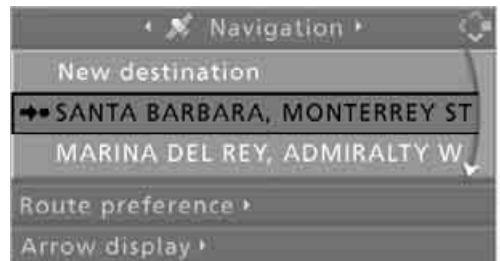 Navigation
New destination
SANTA BARBARA, MONTERREY ST
MARINA DEL REY, ADMIRALTY W
Route preference
Arrow display